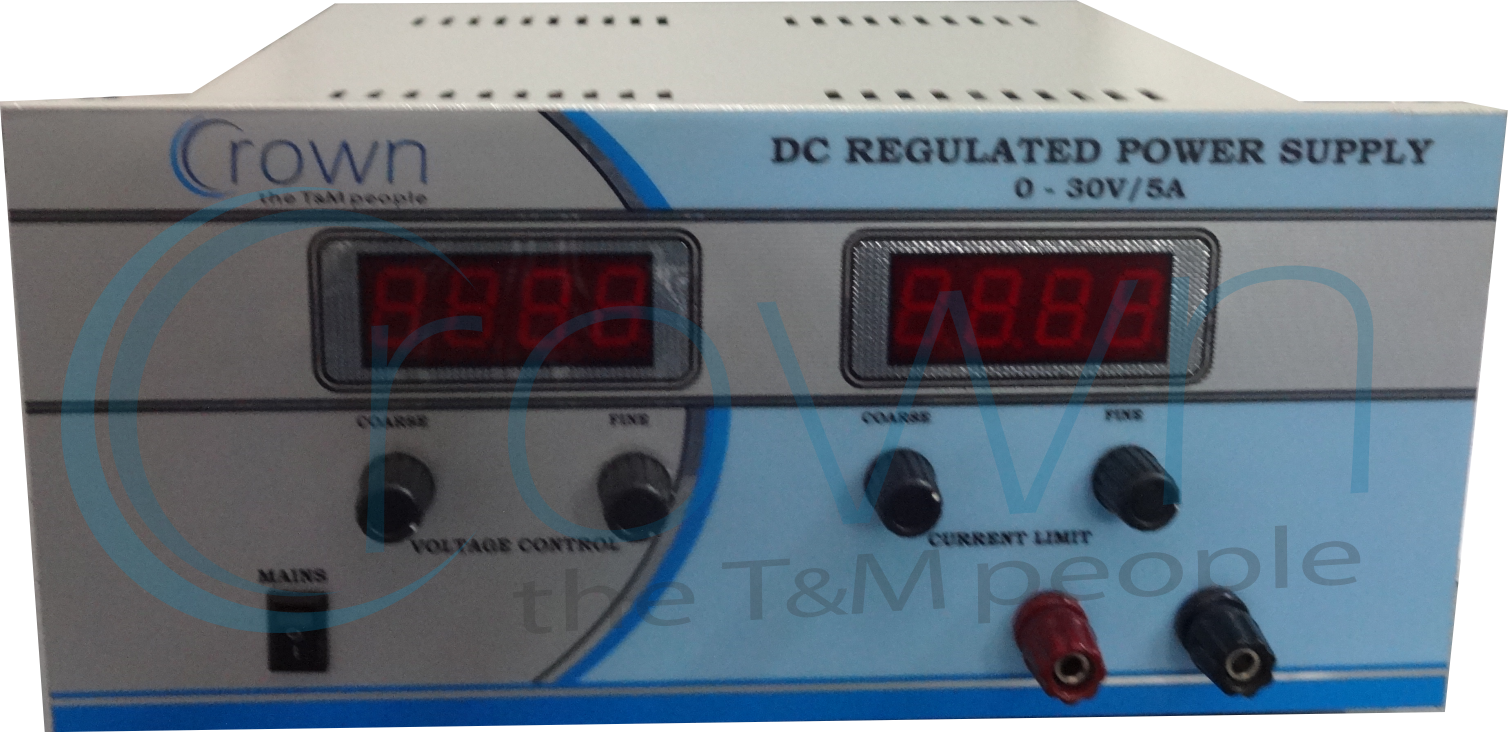 Crown
the T&M people
DC REGULATED POWER SUPPLY
0 - 30V/5A
COARSE
FINE
COARSE
FINE
VOLTAGE CONTROL
CURRENT LIMIT
MAINS
Crown
the T&M people